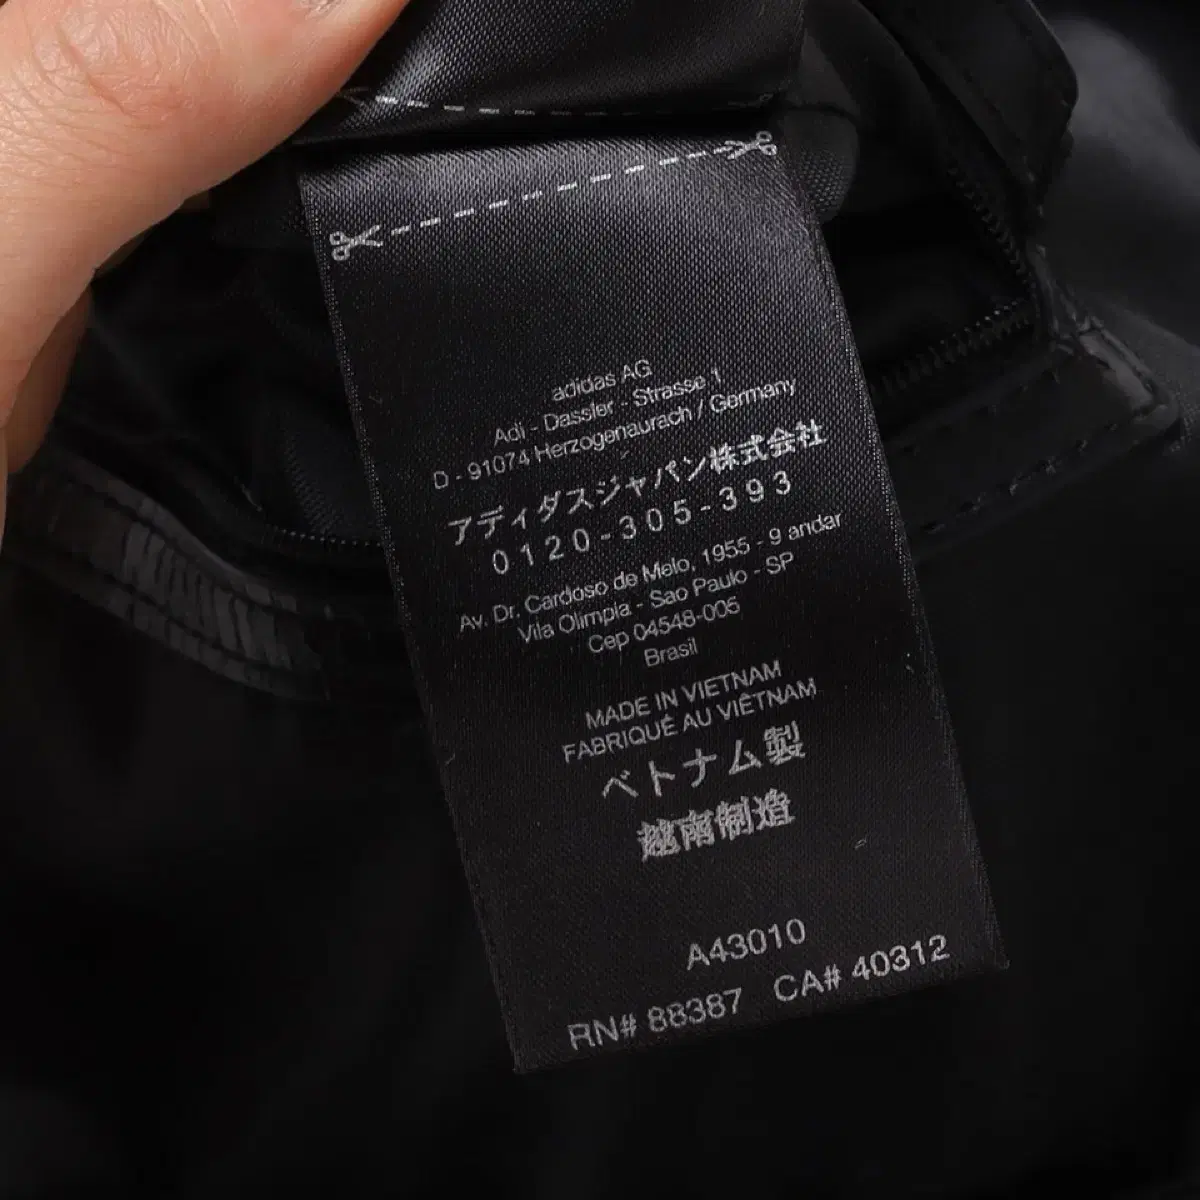 adidas AG
Adi - Dassler - Strasse 1
D - 91074 Herzogenaurach / Germany
アディダスジャパン株式会社
0120-305-393
Av. Dr. Cardoso de Melo, 1955 - 9 andar
Vila Olimpia - Sao Paulo - SP
Cep 04548-005
Brasil
MADE IN VIETNAM
FABRIQUÉ AU VIÊTNAM
ベトナム製
越南制造
A43010
RN# 88387 CA# 40312